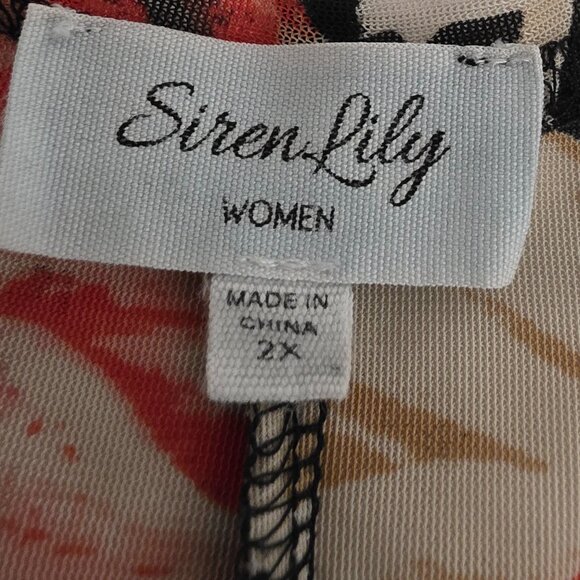 Siren Lily
WOMEN
MADE IN
CHINA
2X